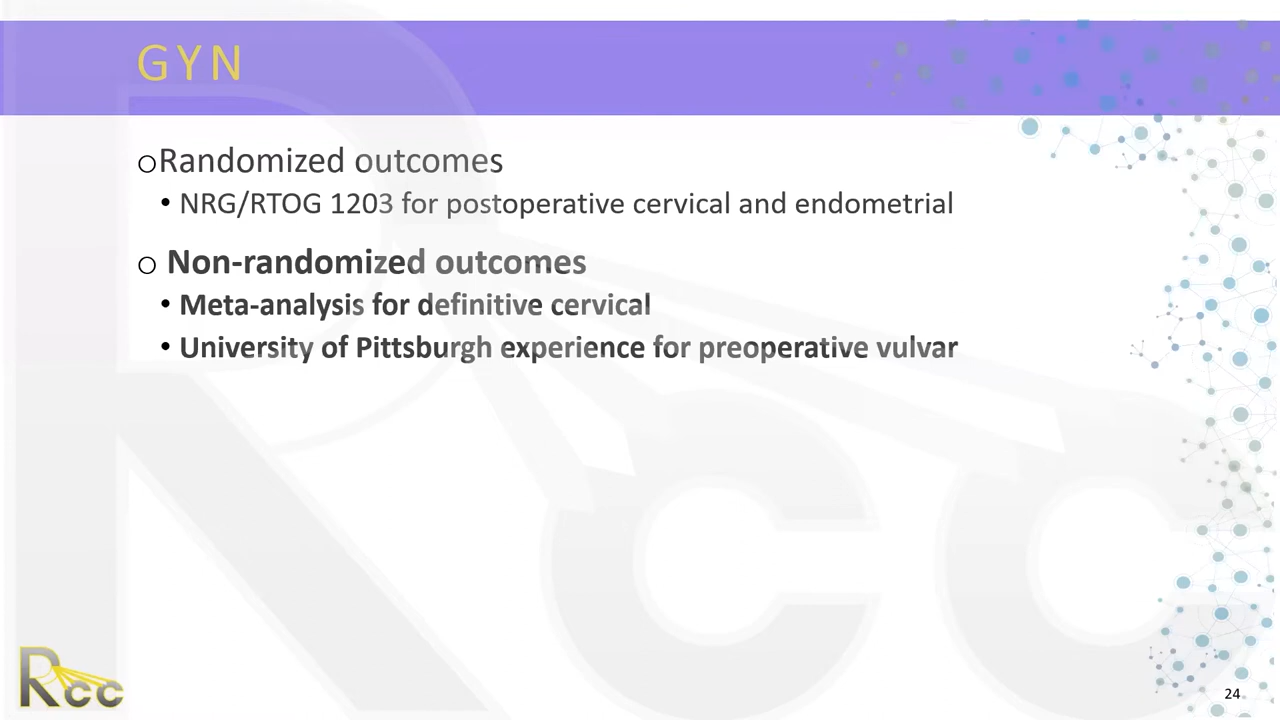 GYN
oRandomized outcomes
• NRG/RTOG 1203 for postoperative cervical and endometrial
o Non-randomized outcomes
• Meta-analysis for definitive cervical
• University of Pittsburgh experience for preoperative vulvar
Rcc
24